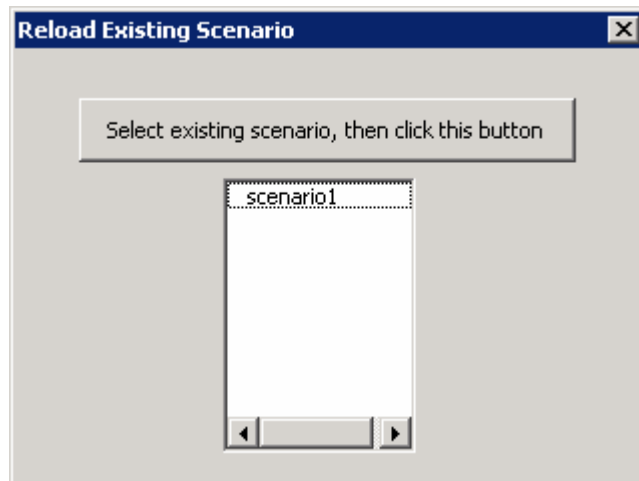 Reload Existing Scenario
Select existing scenario, then click this button
scenario1